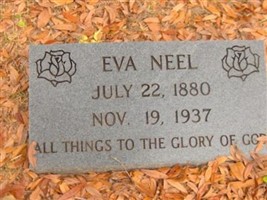 EVA NEEL
JULY 22, 1880
NOV. 19, 1937
ALL THINGS TO THE GLORY OF GOD